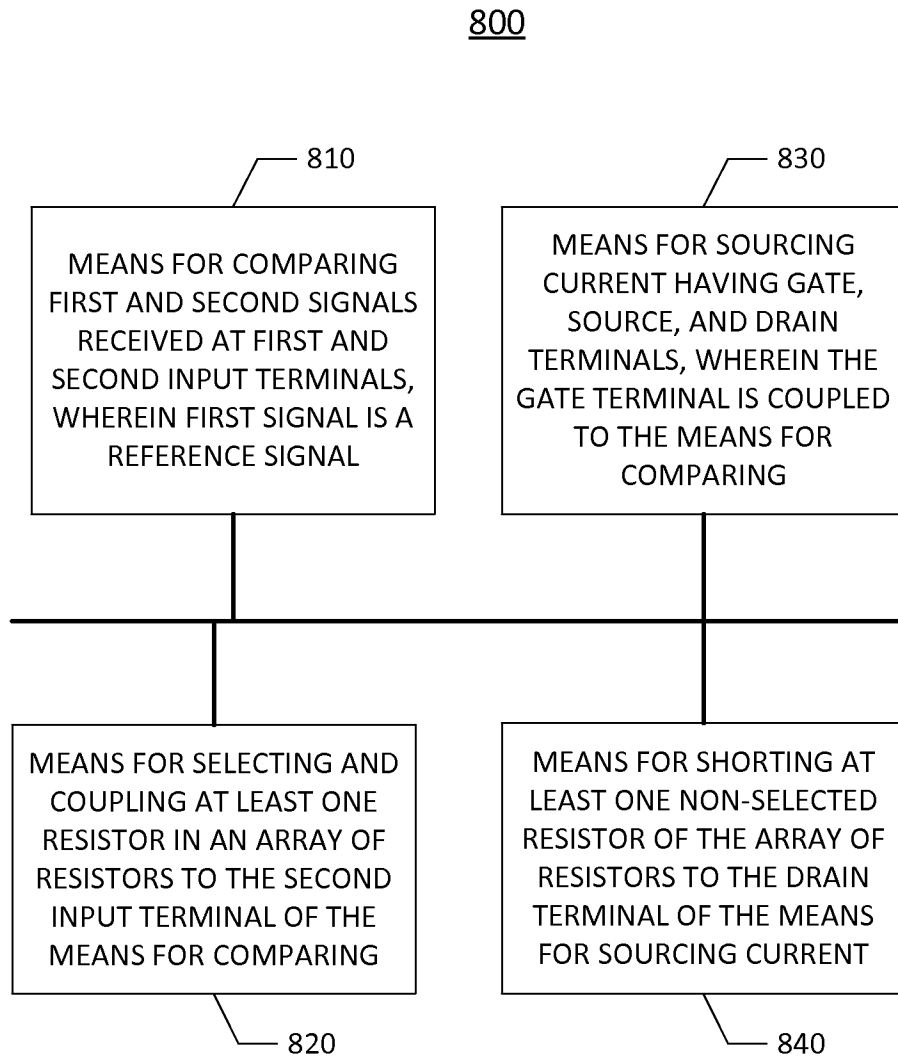 800
810
MEANS FOR COMPARING
FIRST AND SECOND SIGNALS
RECEIVED AT FIRST AND
SECOND INPUT TERMINALS,
WHEREIN FIRST SIGNAL IS A
REFERENCE SIGNAL
830
MEANS FOR SOURCING
CURRENT HAVING GATE,
SOURCE, AND DRAIN
TERMINALS, WHEREIN THE
GATE TERMINAL IS COUPLED
TO THE MEANS FOR
COMPARING
MEANS FOR SELECTING AND
COUPLING AT LEAST ONE
RESISTOR IN AN ARRAY OF
RESISTORS TO THE SECOND
INPUT TERMINAL OF THE
MEANS FOR COMPARING
820
MEANS FOR SHORTING AT
LEAST ONE NON-SELECTED
RESISTOR OF THE ARRAY OF
RESISTORS TO THE DRAIN
TERMINAL OF THE MEANS
FOR SOURCING CURRENT
840